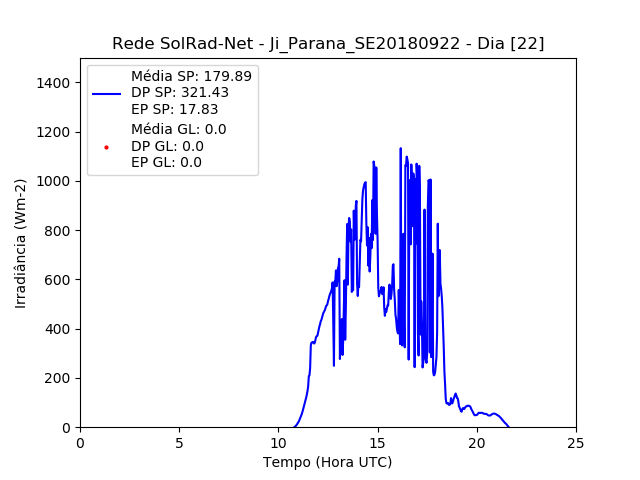 Rede SolRad-Net - Ji_Parana_SE20180922 - Dia [22]
Média SP: 179.89
DP SP: 321.43
EP SP: 17.83
Média GL: 0.0
DP GL: 0.0
EP GL: 0.0
1400
1200
1000
800
600
400
200
0
Irradiância (Wm-2)
0 5 10 15 20 25
Tempo (Hora UTC)